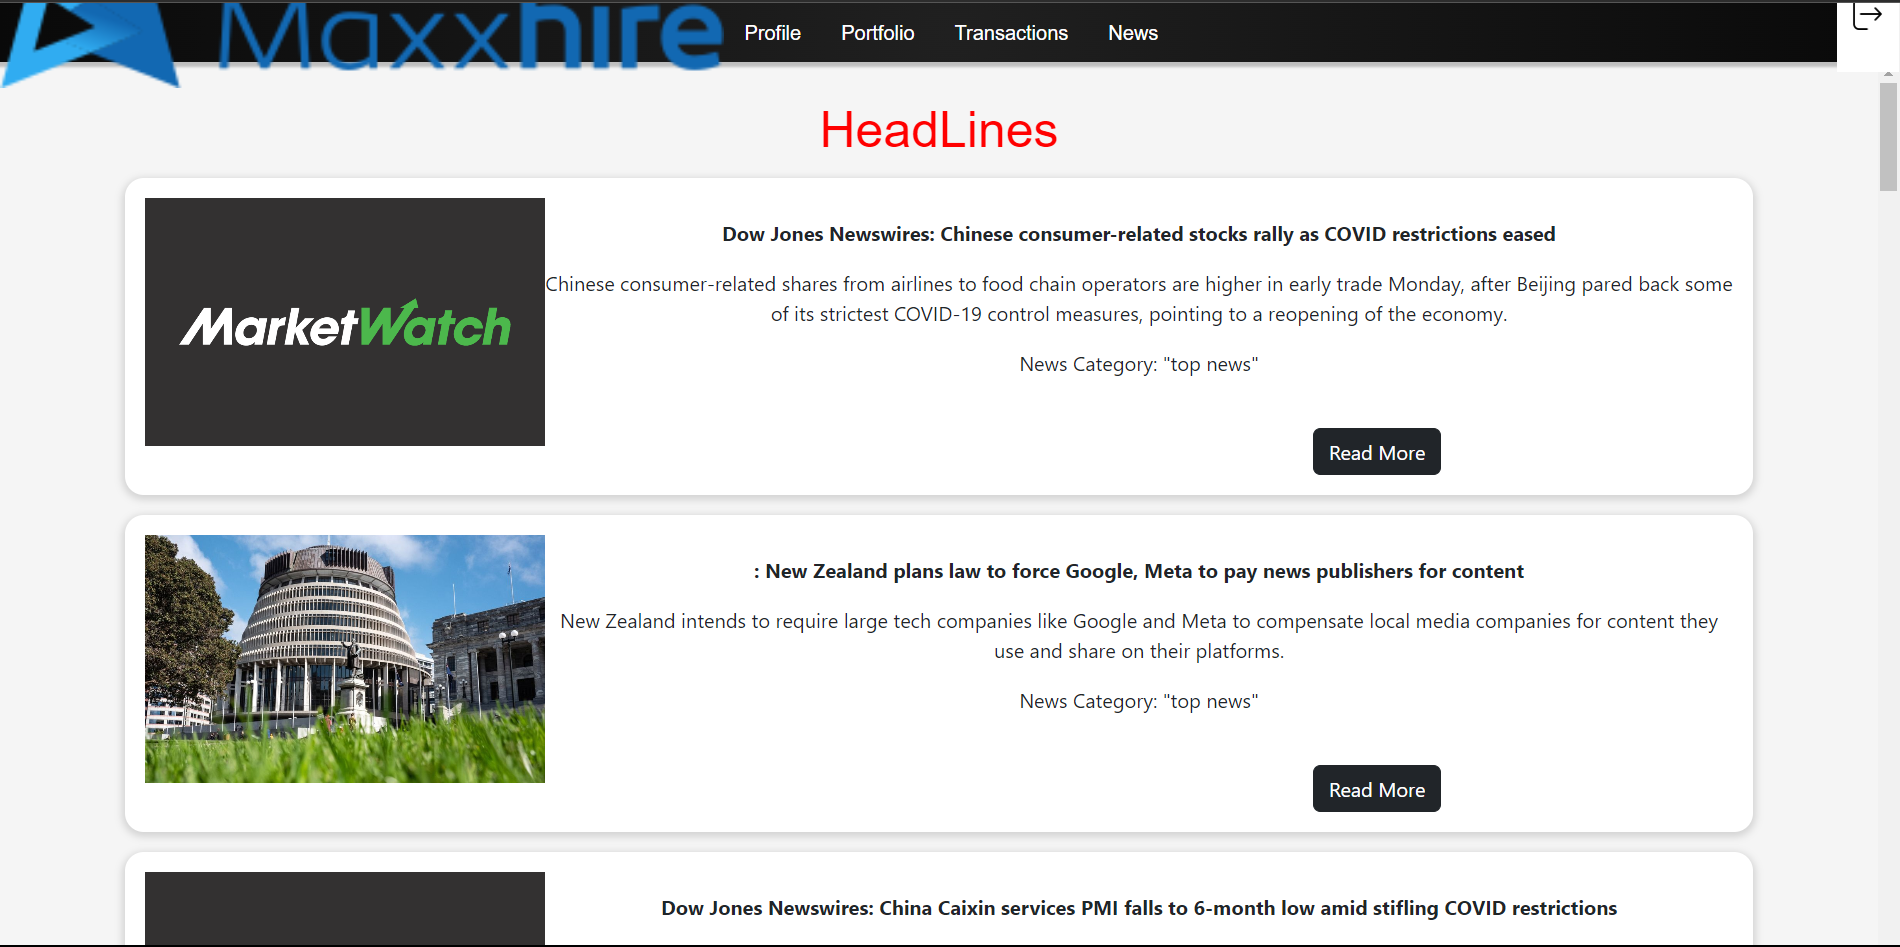 Maxxhire
Profile
Portfolio
Transactions
News
HeadLines
MarketWatch
Dow Jones Newswires: Chinese consumer-related stocks rally as COVID restrictions eased
Chinese consumer-related shares from airlines to food chain operators are higher in early trade Monday, after Beijing pared back some
of its strictest COVID-19 control measures, pointing to a reopening of the economy.
News Category: "top news"
Read More
: New Zealand plans law to force Google, Meta to pay news publishers for content
New Zealand intends to require large tech companies like Google and Meta to compensate local media companies for content they
use and share on their platforms.
News Category: "top news"
Read More
Dow Jones Newswires: China Caixin services PMI falls to 6-month low amid stifling COVID restrictions